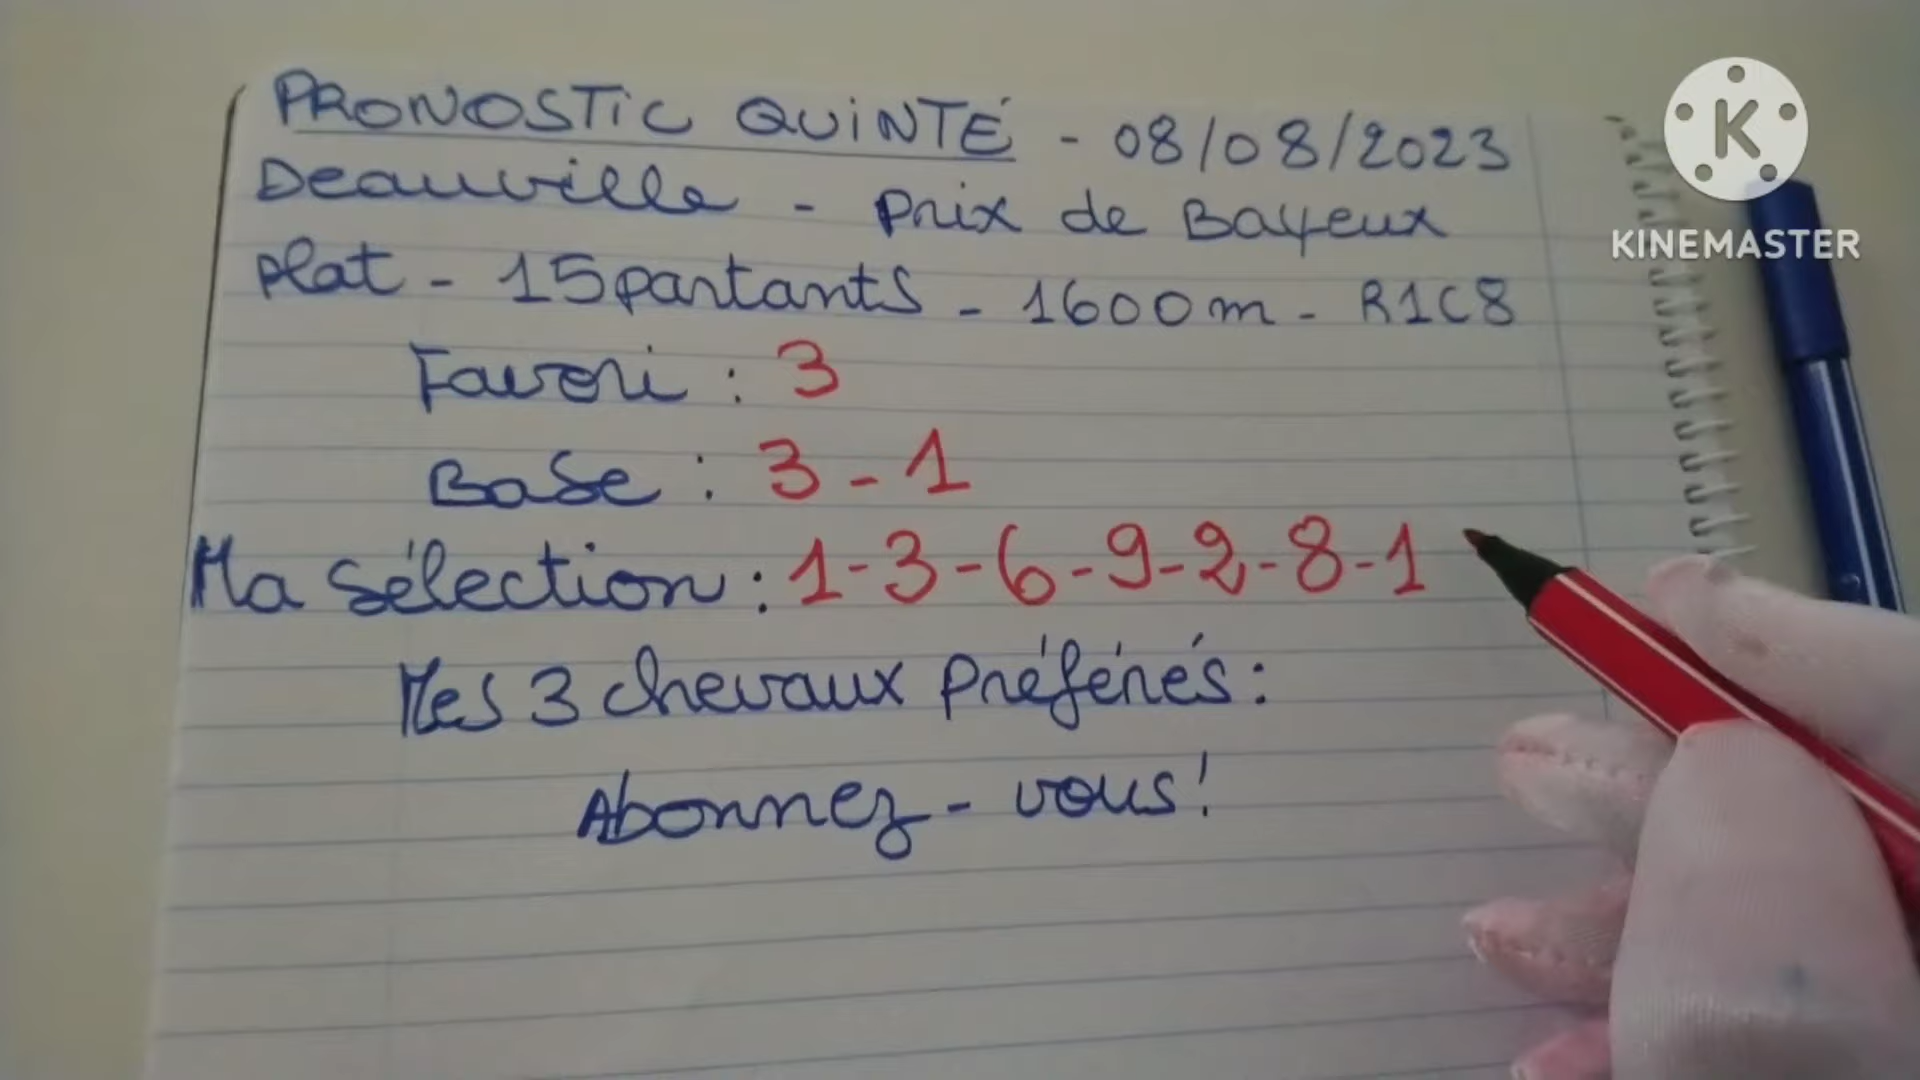 PRONOSTIC QUINTÉ - 08/08/2023
Deauville - Prix de Bayeux
Plat - 15 partants - 1600m - R1C8
Favori : 3
Base : 3 - 1
Ma sélection : 1-3-6-9-2-8-1
Mes 3 chevaux préférés :
Abonnez-vous!
K
KINEMASTER